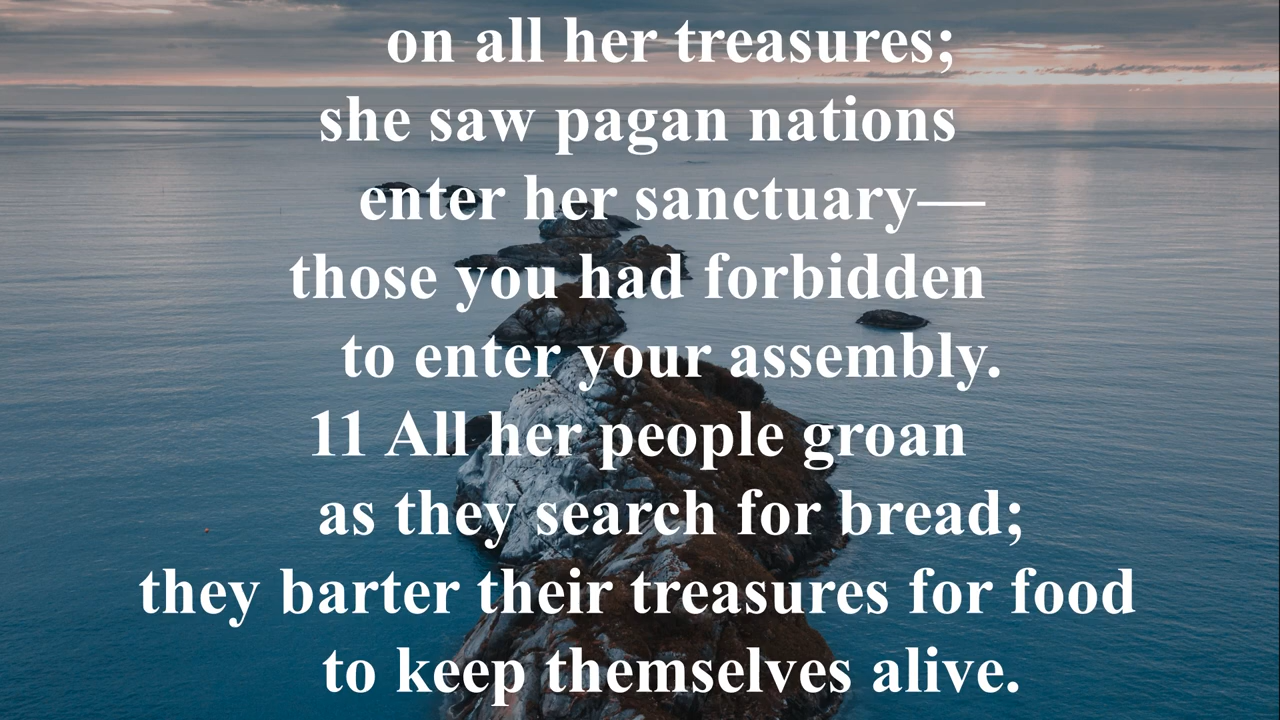 on all her treasures;
she saw pagan nations
enter her sanctuary—
those you had forbidden
to enter your assembly.
11 All her people groan
as they search for bread;
they barter their treasures for food
to keep themselves alive.